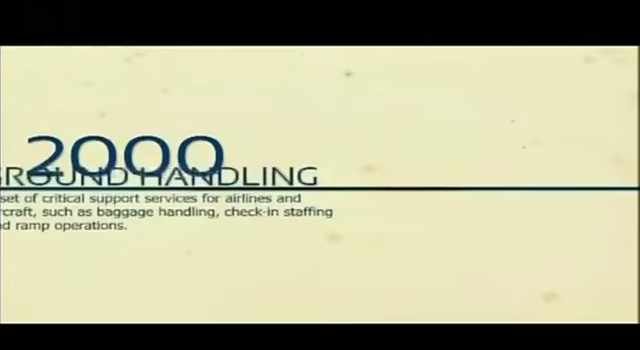 2000
GROUND HANDLING
set of critical support services for airlines and
rcraft, such as baggage handling, check-in staffing
d ramp operations.